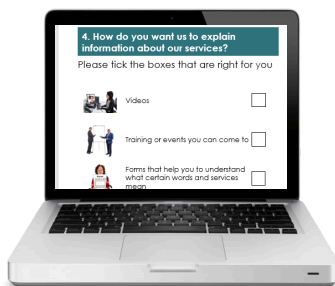 4. How do you want us to explain
information about our services?
Please tick the boxes that are right for you
Videos
Training or events you can come to
Forms that help you to understand
what certain words and services
mean